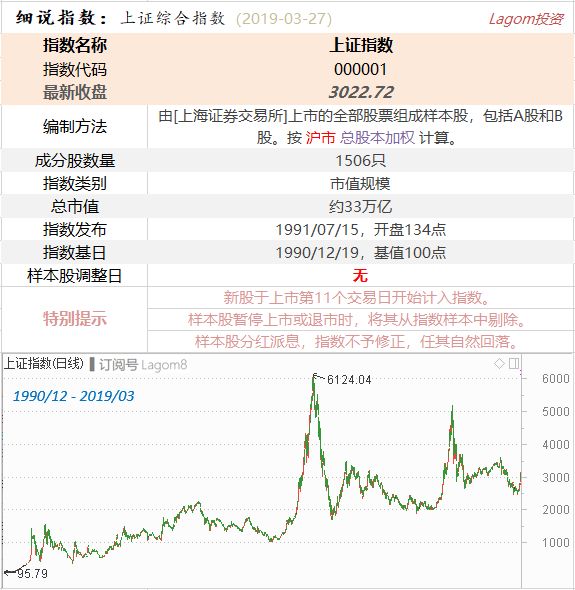 细说指数：上证综合指数 (2019-03-27) Lagom投资
指数名称 上证指数
指数代码 000001
最新收盘 3022.72
编制方法 由[上海证券交易所]上市的全部股票组成样本股，包括A股和B
股。按 沪市 总股本加权 计算。
成分股数量 1506只
指数类别 市值规模
总市值 约33万亿
指数发布 1991/07/15，开盘134点
指数基日 1990/12/19，基值100点
样本股调整日 无
特别提示
新股于上市第11个交易日开始计入指数。
样本股暂停上市或退市时，将其从指数样本中剔除。
样本股分红派息，指数不予修正，任其自然回落。
上证指数(日线) 订阅号 Lagom8
1990/12 - 2019/03
6124.04
6000
5000
4000
3000
2000
1000
95.79